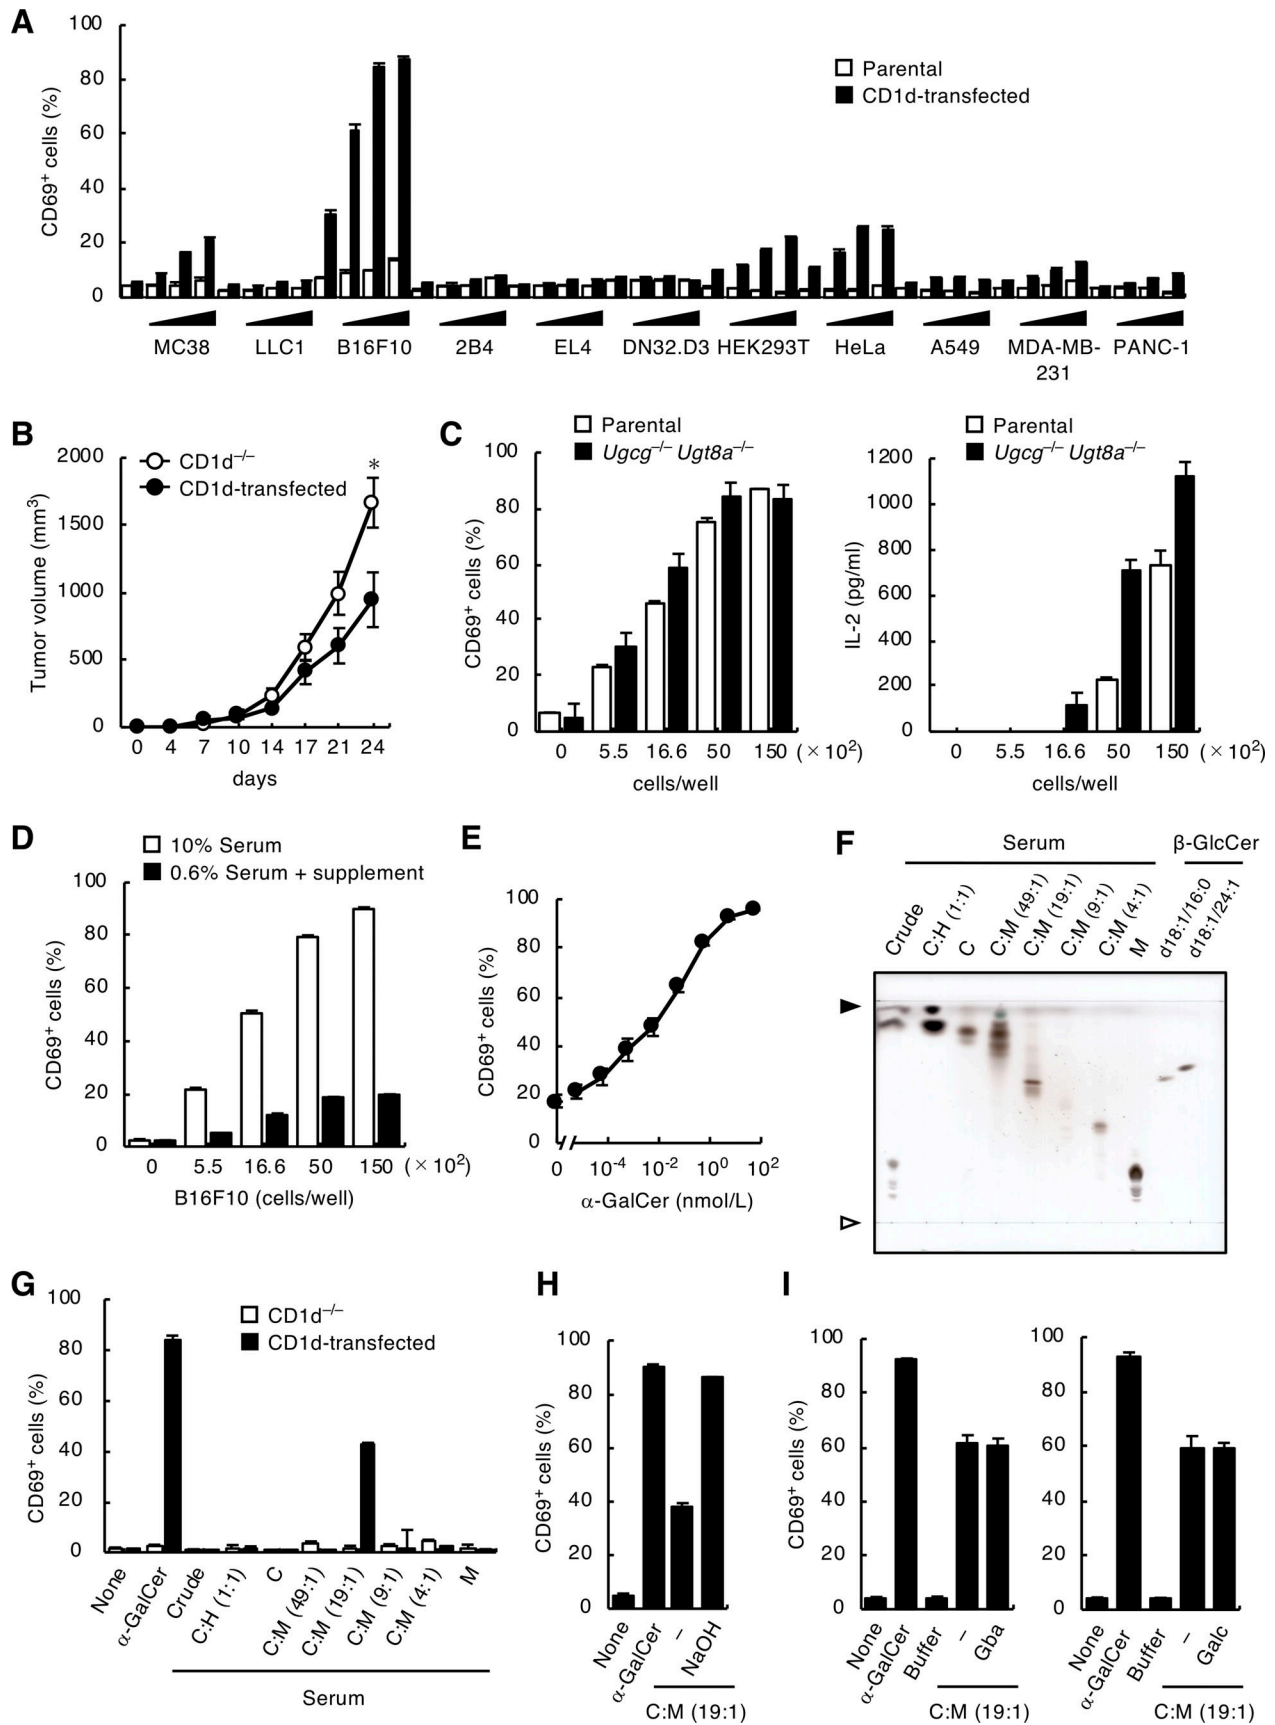 A
100
80
60
40
20
0
CD69+ cells (%)
Parental
CD1d-transfected
MC38 LLC1 B16F10 2B4 EL4 DN32.D3 HEK293T HeLa A549 MDA-MB-231 PANC-1
B
2000
1500
1000
500
0
Tumor volume (mm3)
CD1d–/–
CD1d-transfected
*
0 4 7 10 14 17 21 24
days
C
Parental
Ugcg–/– Ugt8a–/–
100
80
60
40
20
0
CD69+ cells (%)
0 5.5 16.6 50 150 (×102)
cells/well
Parental
Ugcg–/– Ugt8a–/–
1200
1000
800
600
400
200
0
IL-2 (pg/ml)
0 5.5 16.6 50 150 (×102)
cells/well
D
10% Serum
0.6% Serum + supplement
100
80
60
40
20
0
CD69+ cells (%)
0 5.5 16.6 50 150 (×102)
B16F10 (cells/well)
E
100
80
60
40
20
0
CD69+ cells (%)
0 10-4 10-2 100 102
α-GalCer (nmol/L)
F
Serum
β-GlcCer
Crude
C:H (1:1)
C
C:M (49:1)
C:M (19:1)
C:M (9:1)
C:M (4:1)
M
d18:1/16:0
d18:1/24:1
G
100
80
60
40
20
0
CD69+ cells (%)
CD1d–/–
CD1d-transfected
None
α-GalCer
Crude
C:H (1:1)
C
C:M (49:1)
C:M (19:1)
C:M (9:1)
C:M (4:1)
M
Serum
H
100
80
60
40
20
0
CD69+ cells (%)
None
α-GalCer
–
NaOH
C:M (19:1)
I
100
80
60
40
20
0
CD69+ cells (%)
None
α-GalCer
Buffer
–
Gba
C:M (19:1)
100
80
60
40
20
0
None
α-GalCer
Buffer
–
Galc
C:M (19:1)